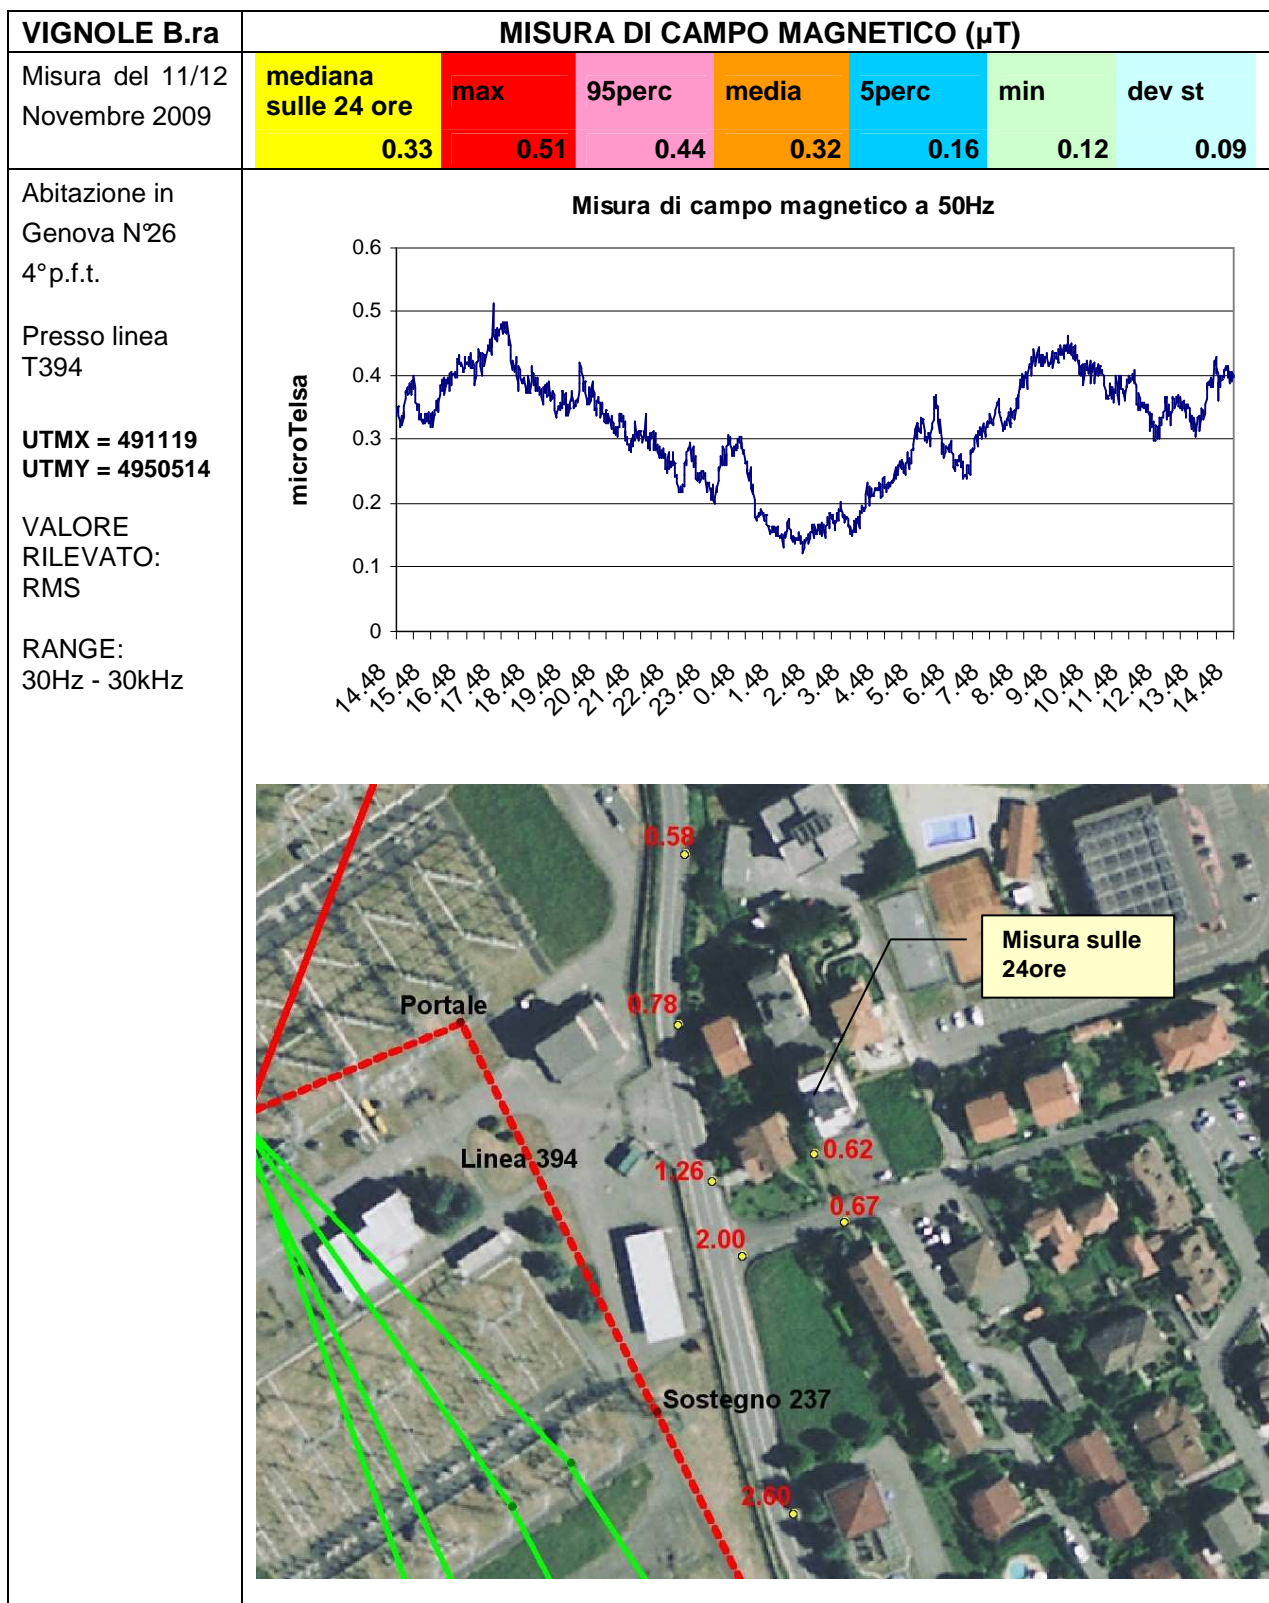 VIGNOLE B.ra
MISURA DI CAMPO MAGNETICO (µT)
Misura del 11/12
Novembre 2009
mediana
sulle 24 ore
max
95perc
media
5perc
min
dev st
0.33
0.51
0.44
0.32
0.16
0.12
0.09
Abitazione in
Genova N°26
4° p.f.t.
Presso linea
T394
UTMX = 491119
UTMY = 4950514
VALORE
RILEVATO:
RMS
RANGE:
30Hz - 30kHz
Misura di campo magnetico a 50Hz
microTelsa
0.6
0.5
0.4
0.3
0.2
0.1
0
14.48
15.48
16.48
17.48
18.48
19.48
20.48
21.48
22.48
23.48
0.48
1.48
2.48
3.48
4.48
5.48
6.48
7.48
8.48
9.48
10.48
11.48
12.48
13.48
14.48
0.58
Misura sulle
24ore
Portale
0.78
Linea 394
1.26
0.62
0.67
2.00
Sostegno 237
2.60